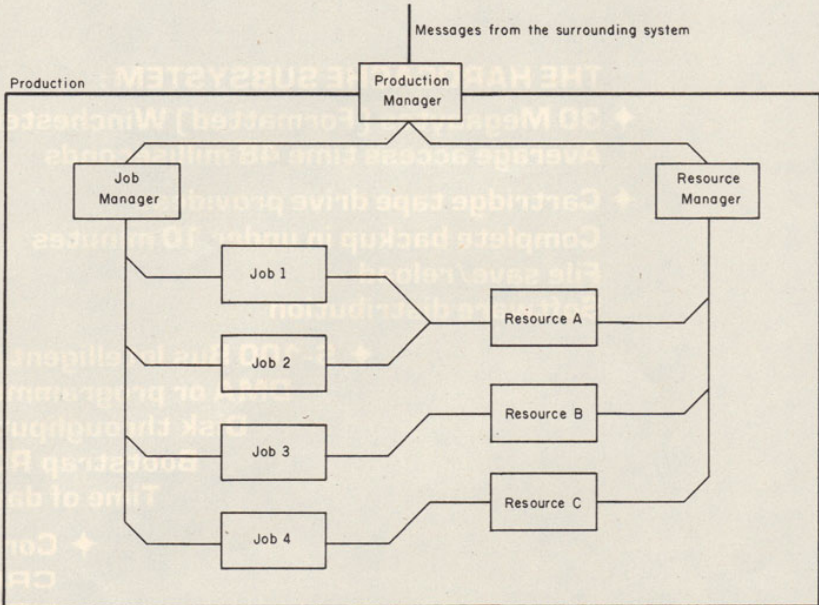 Messages from the surrounding system
Production
Production
Manager
Job
Manager
Resource
Manager
Job 1
Resource A
Job 2
Resource B
Job 3
Resource C
Job 4